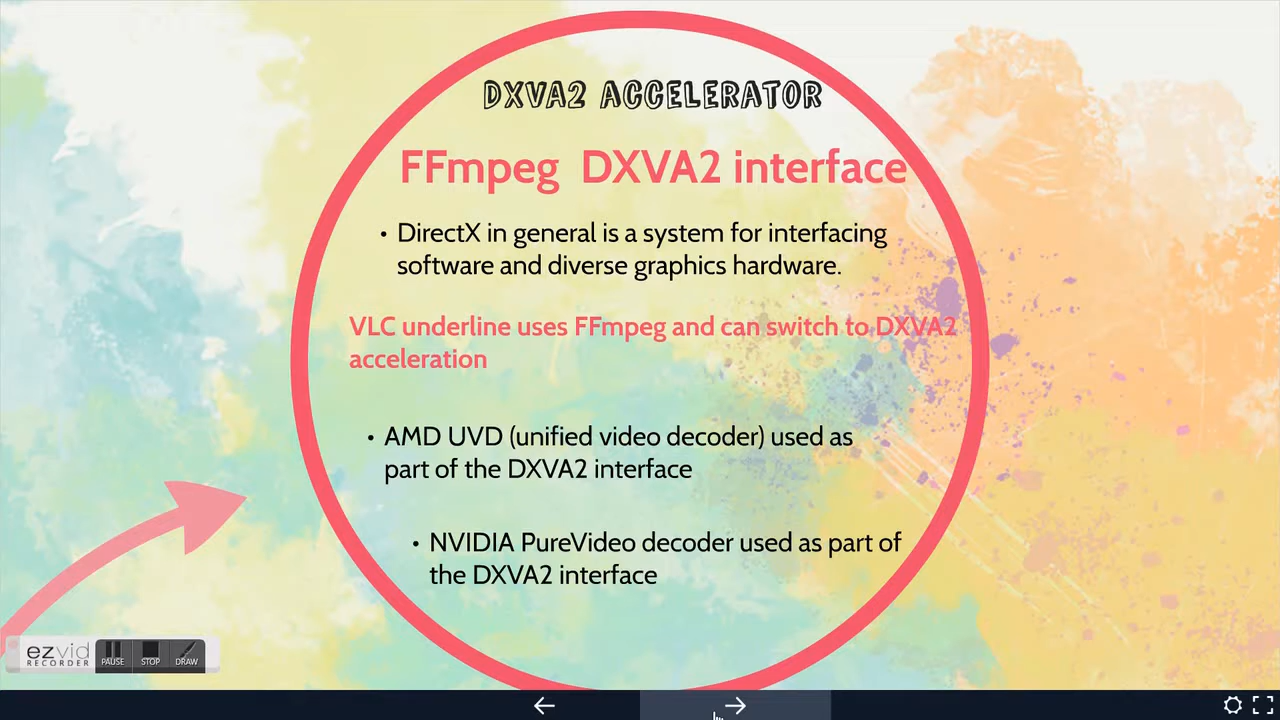 DXVA2 ACCELERATOR
FFmpeg DXVA2 interface
• DirectX in general is a system for interfacing
software and diverse graphics hardware.
VLC underline uses FFmpeg and can switch to DXVA2
acceleration
• AMD UVD (unified video decoder) used as
part of the DXVA2 interface
• NVIDIA PureVideo decoder used as part of
the DXVA2 interface
ezvid
RECORDER
PAUSE STOP DRAW